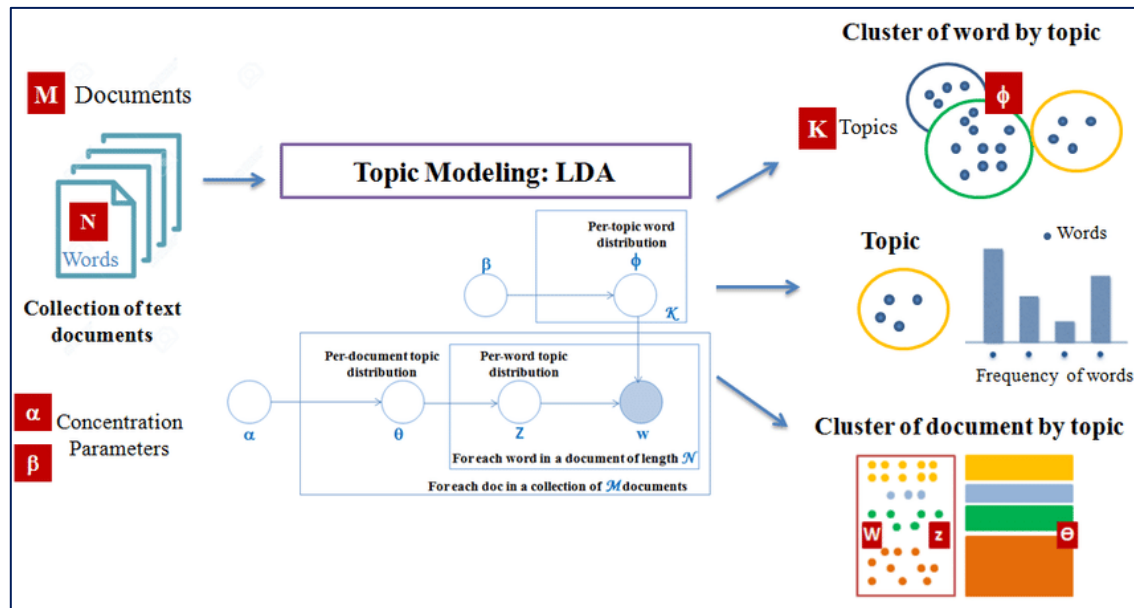 M Documents
N
Words
Collection of text
documents
α Concentration
β Parameters
Topic Modeling: LDA
Per-topic word
distribution
β
ϕ
K
Per-document topic
distribution
Per-word topic
distribution
α
θ
Z
w
For each word in a document of length N
For each doc in a collection of M documents
Cluster of word by topic
ϕ
K Topics
Topic
Words
Frequency of words
Cluster of document by topic
W
z
Θ